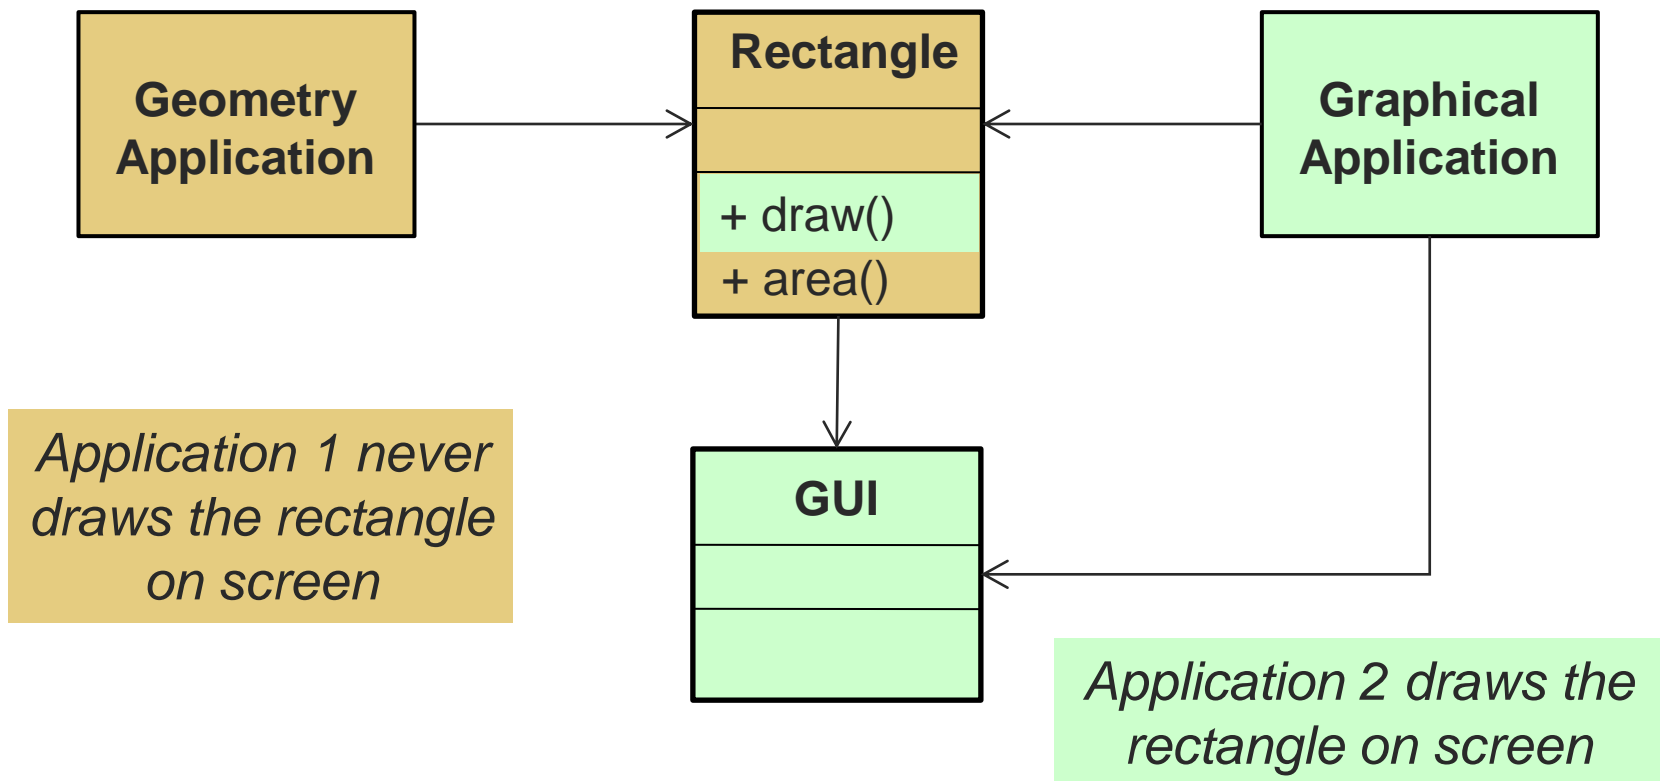 Geometry
Application
Rectangle
+ draw()
+ area()
Graphical
Application
Application 1 never
draws the rectangle
on screen
GUI
Application 2 draws the
rectangle on screen